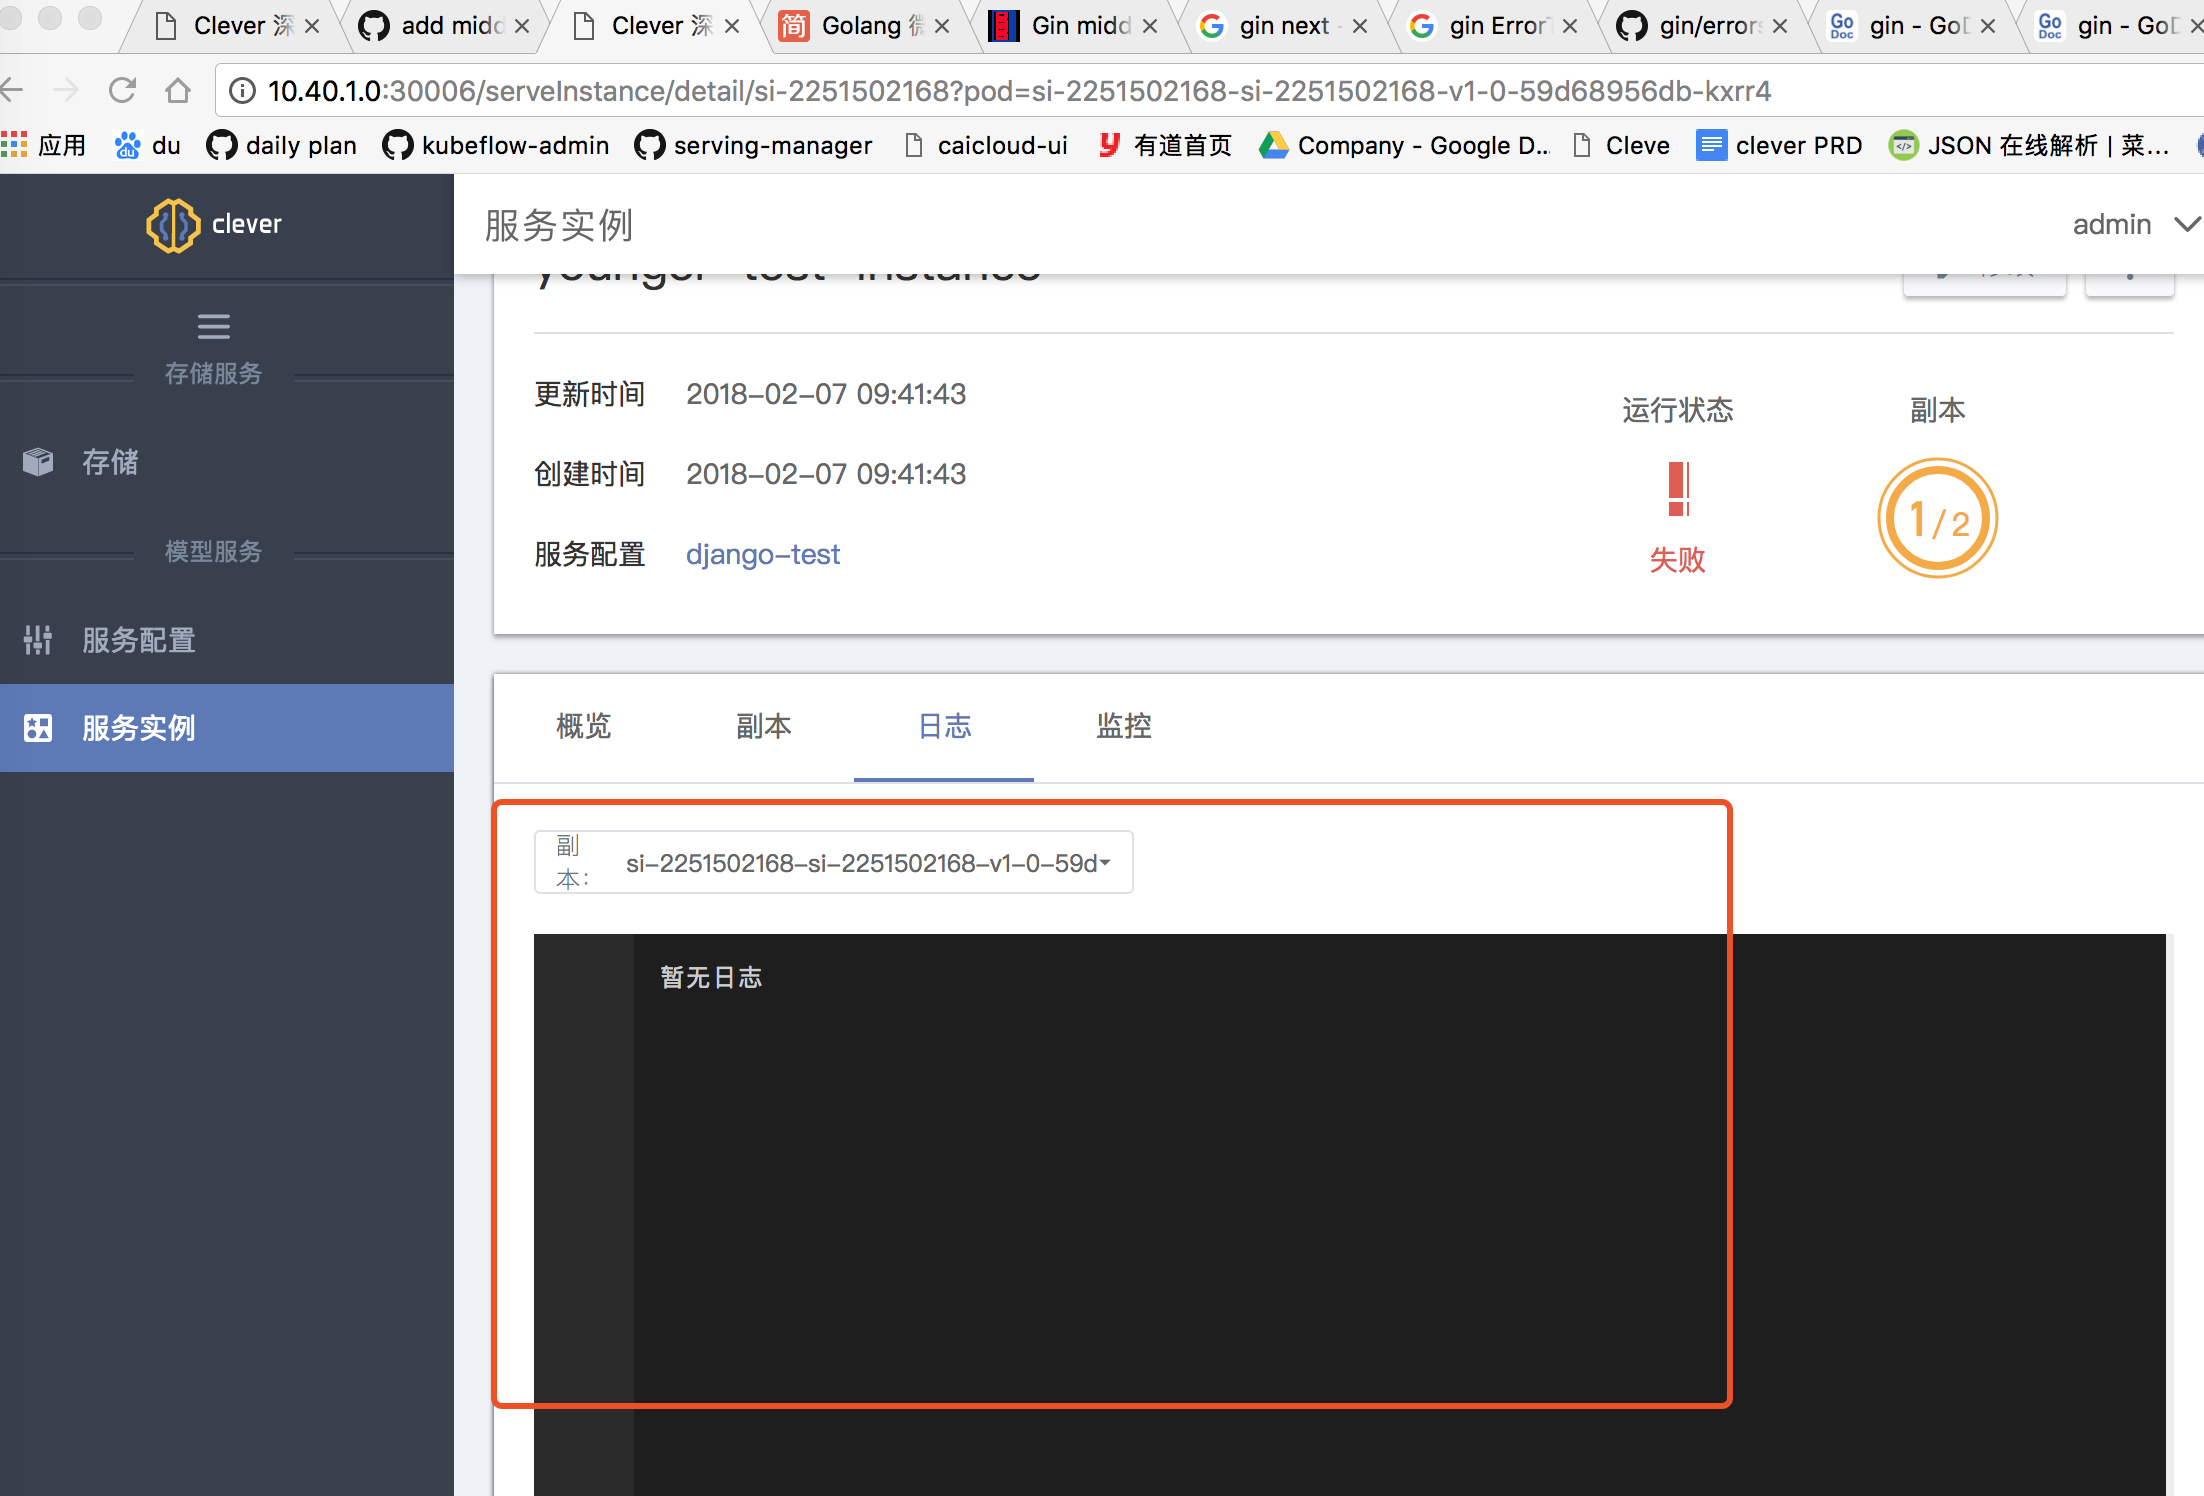 Clever 深
add midd
Clever 深
Golang 微
Gin midd
gin next -
gin Error
gin/errors
gin - GoD
gin - GoD
10.40.1.0:30006/serveInstance/detail/si-2251502168?pod=si-2251502168-si-2251502168-v1-0-59d68956db-kxrr4
应用
du
daily plan
kubeflow-admin
serving-manager
caicloud-ui
有道首页
Company - Google D...
Cleve
clever PRD
JSON 在线解析 | 菜...
clever
服务实例
admin
younger-test-instance
存储服务
存储
模型服务
服务配置
服务实例
更新时间 2018-02-07 09:41:43
创建时间 2018-02-07 09:41:43
服务配置 django-test
运行状态
失败
副本
1/2
概览
副本
日志
监控
副本: si-2251502168-si-2251502168-v1-0-59d
暂无日志